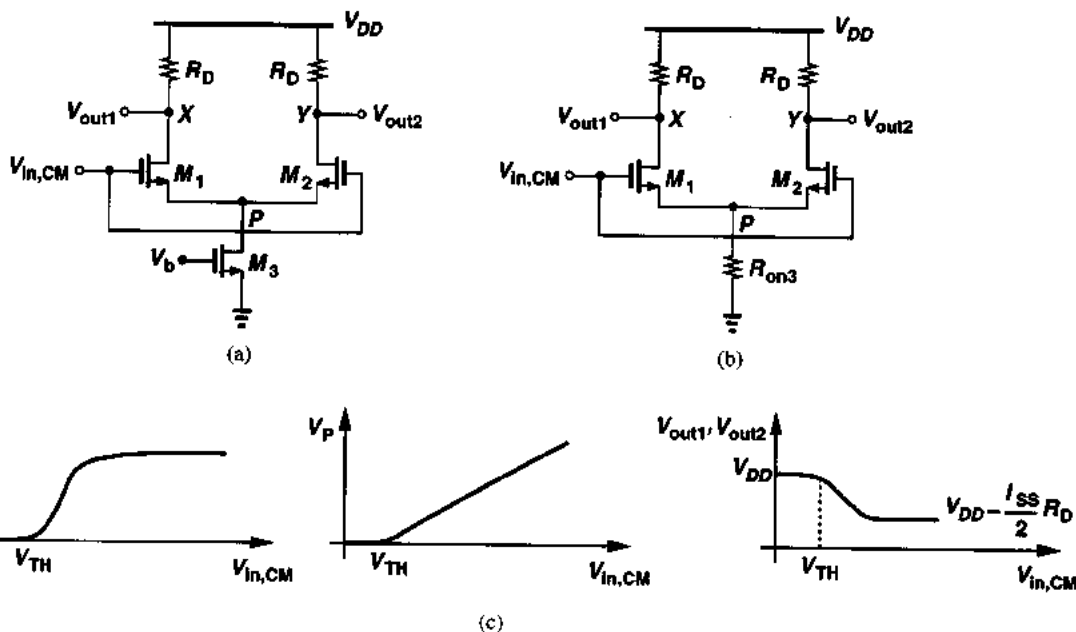 V_DD
R_D
R_D
V_out1
X
Y
V_out2
V_in,CM
M_1
M_2
P
V_b
M_3
(a)
V_DD
R_D
R_D
V_out1
X
Y
V_out2
V_in,CM
M_1
M_2
P
R_on3
(b)
V_TH
V_in,CM
V_P
V_TH
V_in,CM
V_out1, V_out2
V_DD
V_DD − I_SS/2 R_D
V_TH
V_in,CM
(c)